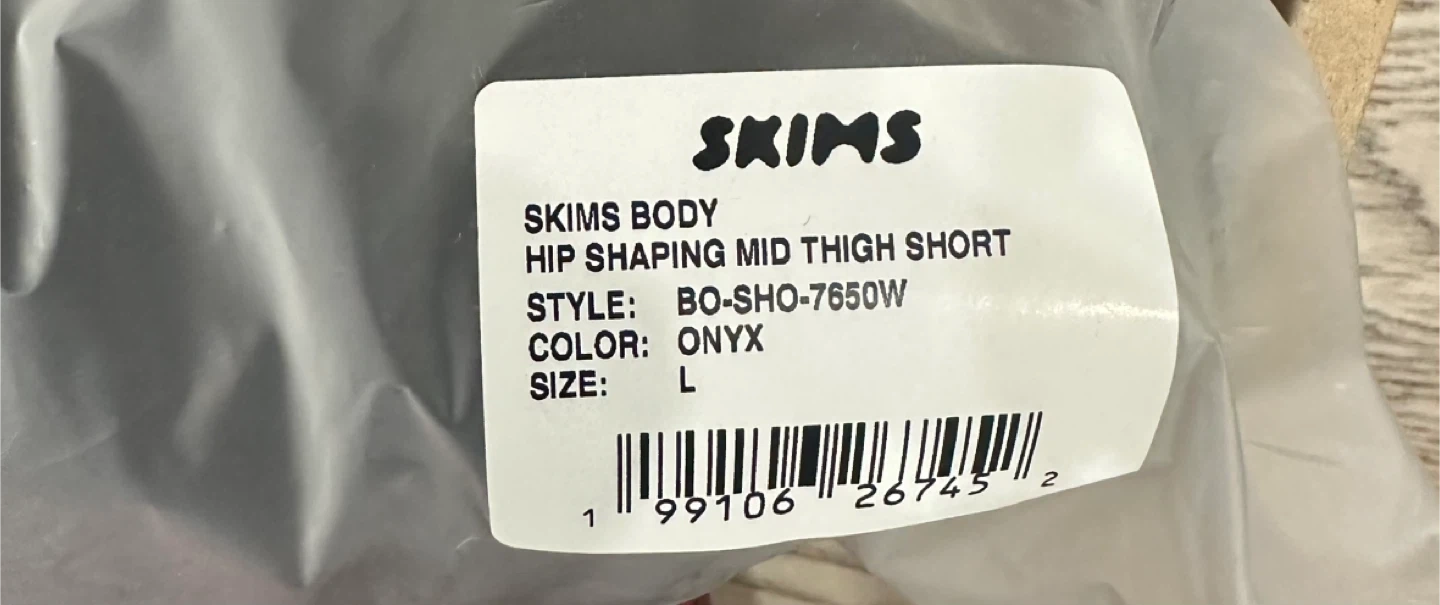 SKIMS
SKIMS BODY
HIP SHAPING MID THIGH SHORT
STYLE: BO-SHO-7650W
COLOR: ONYX
SIZE: L
1 99106 26745 2